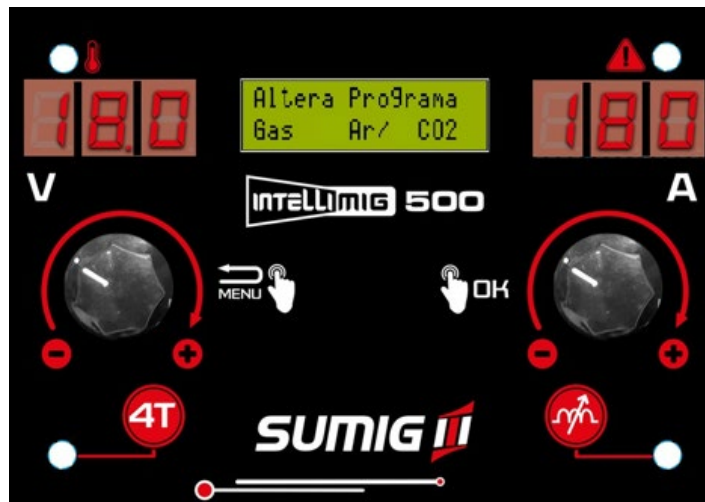 18.0
Altera Programa
Gas Ar/ CO2
180
V
INTELLIMIG 500
A
MENU
OK
4T
SUMIG